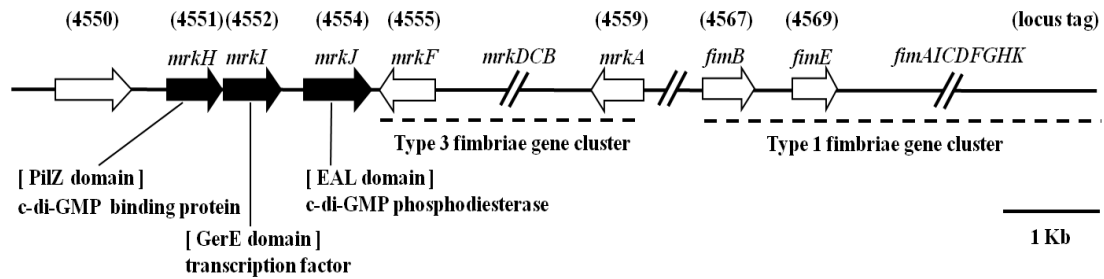 (4550) (4551) (4552) (4554) (4555) (4559) (4567) (4569) (locus tag)
mrkH mrkI mrkJ mrkF mrkDCB mrkA fimB fimE fimAICDFGHK
Type 3 fimbriae gene cluster
Type 1 fimbriae gene cluster
[ PilZ domain ]
c-di-GMP binding protein
[ EAL domain ]
c-di-GMP phosphodiesterase
[ GerE domain ]
transcription factor
1 Kb